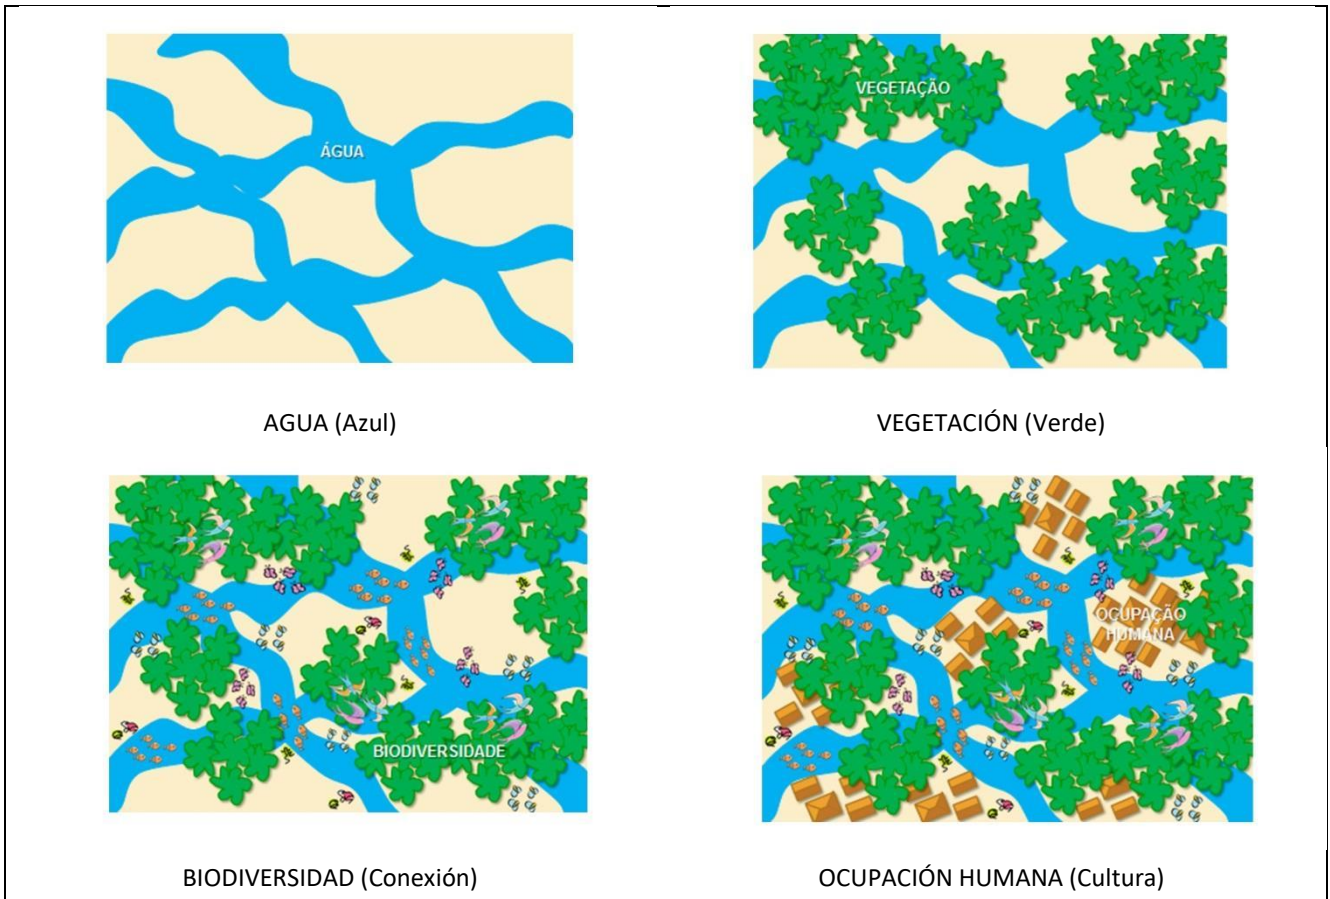 ÁGUA
VEGETAÇÃO
AGUA (Azul)
VEGETACIÓN (Verde)
BIODIVERSIDADE
OCUPAÇÃO
HUMANA
BIODIVERSIDAD (Conexión)
OCUPACIÓN HUMANA (Cultura)